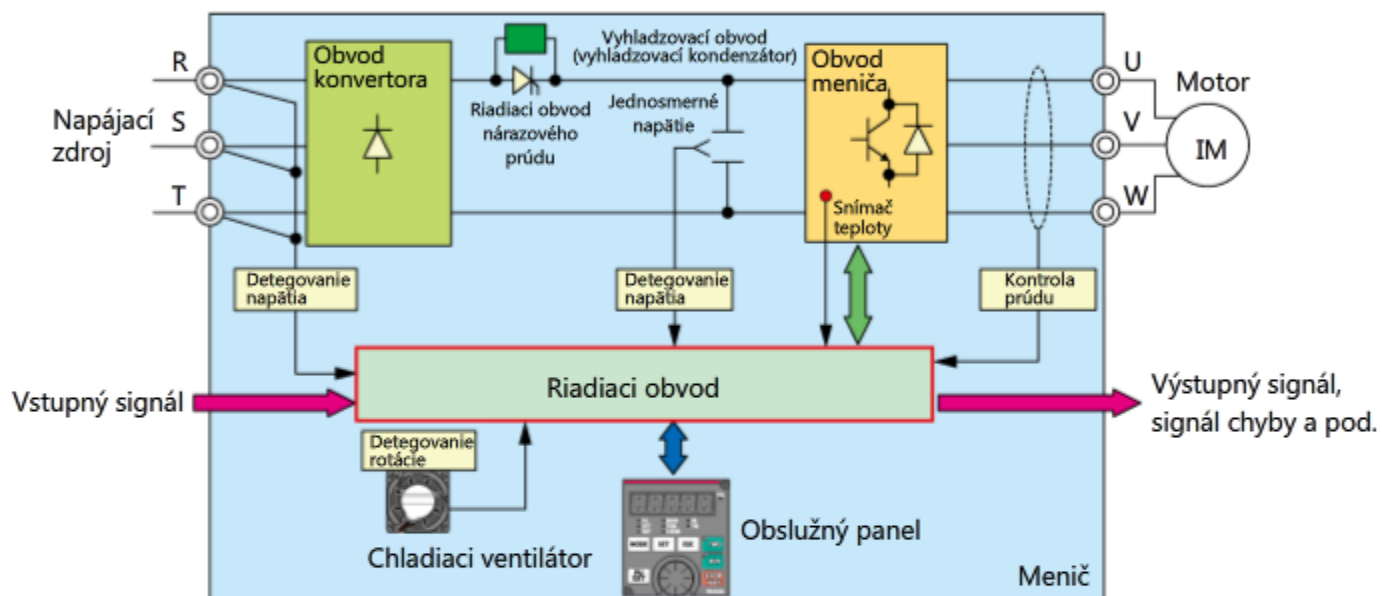 R
S
T
Napájací
zdroj
Obvod
konvertora
Riadiaci obvod
nárazového
prúdu
Vyhladzovací obvod
(vyhladzovací kondenzátor)
Jednosmerné
napätie
Obvod
meniča
Snímač
teploty
U
V
W
Motor
IM
Detegovanie
napätia
Detegovanie
napätia
Kontrola
prúdu
Vstupný signál
Riadiaci obvod
Výstupný signál,
signál chyby a pod.
Detegovanie
rotácie
Chladiaci ventilátor
MODE SET
Obslužný panel
Menič